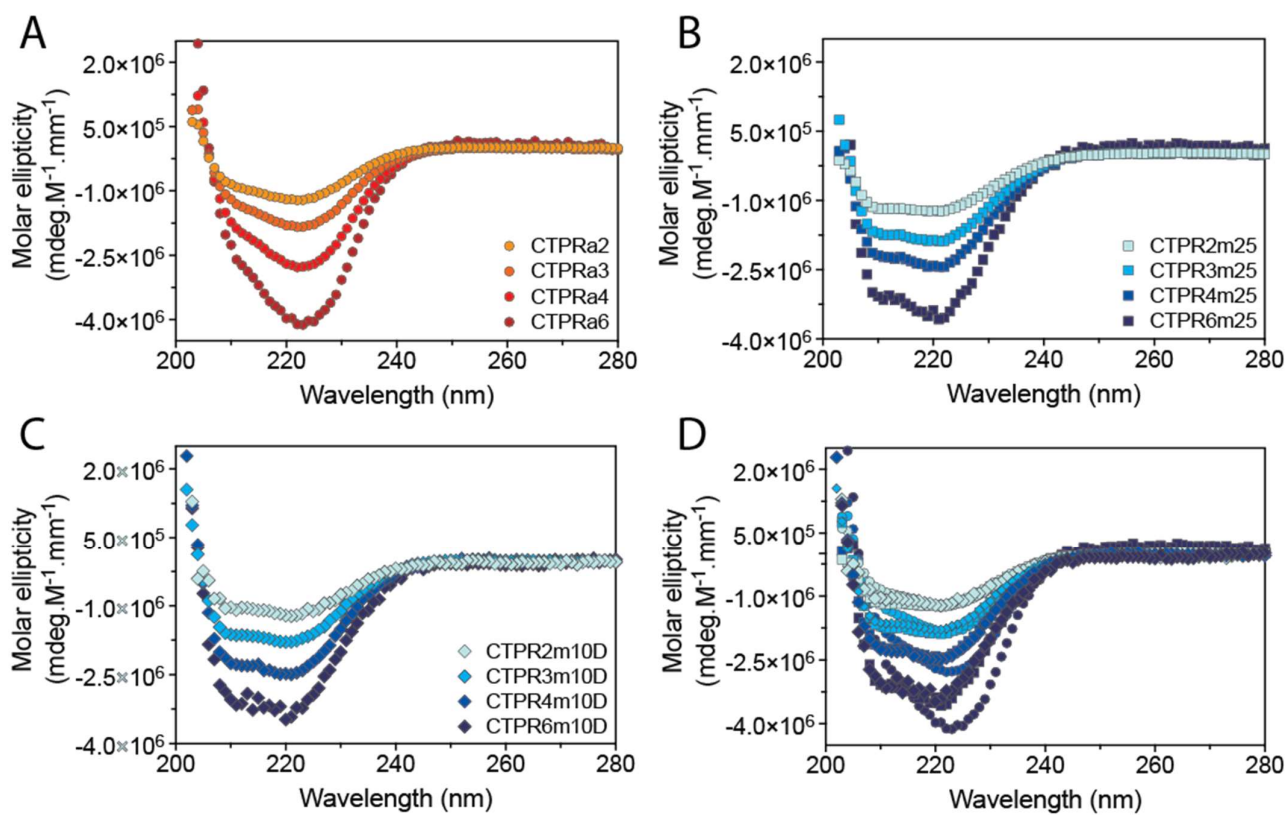 A
Molar ellipticity
(mdeg.M⁻¹.mm⁻¹)
2.0×10⁶
5.0×10⁵
-1.0×10⁶
-2.5×10⁶
-4.0×10⁶
CTPRa2
CTPRa3
CTPRa4
CTPRa6
200 220 240 260 280
Wavelength (nm)
B
Molar ellipticity
(mdeg.M⁻¹.mm⁻¹)
2.0×10⁶
5.0×10⁵
-1.0×10⁶
-2.5×10⁶
-4.0×10⁶
CTPR2m25
CTPR3m25
CTPR4m25
CTPR6m25
200 220 240 260 280
Wavelength (nm)
C
Molar ellipticity
(mdeg.M⁻¹.mm⁻¹)
2.0×10⁶
5.0×10⁵
-1.0×10⁶
-2.5×10⁶
-4.0×10⁶
CTPR2m10D
CTPR3m10D
CTPR4m10D
CTPR6m10D
200 220 240 260 280
Wavelength (nm)
D
Molar ellipticity
(mdeg.M⁻¹.mm⁻¹)
2.0×10⁶
5.0×10⁵
-1.0×10⁶
-2.5×10⁶
-4.0×10⁶
200 220 240 260 280
Wavelength (nm)